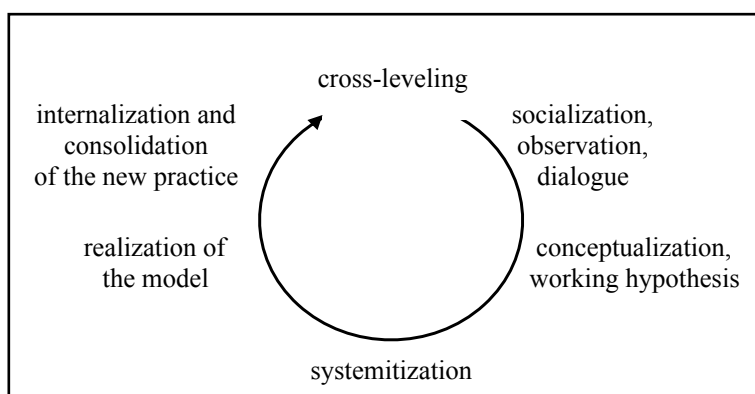 cross-leveling
socialization,
observation,
dialogue
conceptualization,
working hypothesis
systemitization
realization of
the model
internalization and
consolidation
of the new practice